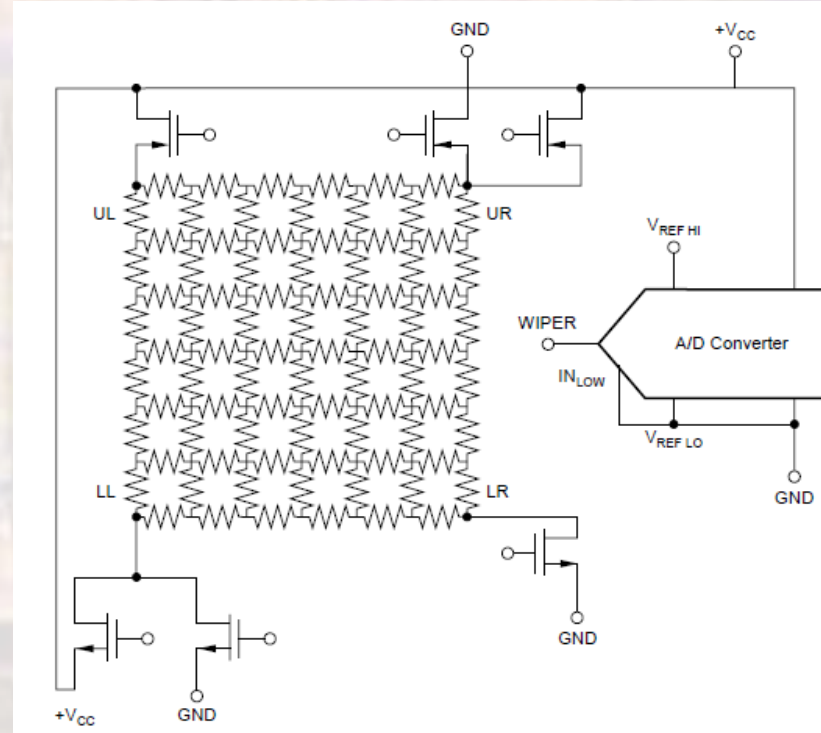 GND
+VCC
UL
UR
VREF HI
WIPER
A/D Converter
INLOW
VREF LO
LL
LR
GND
GND
+VCC
GND